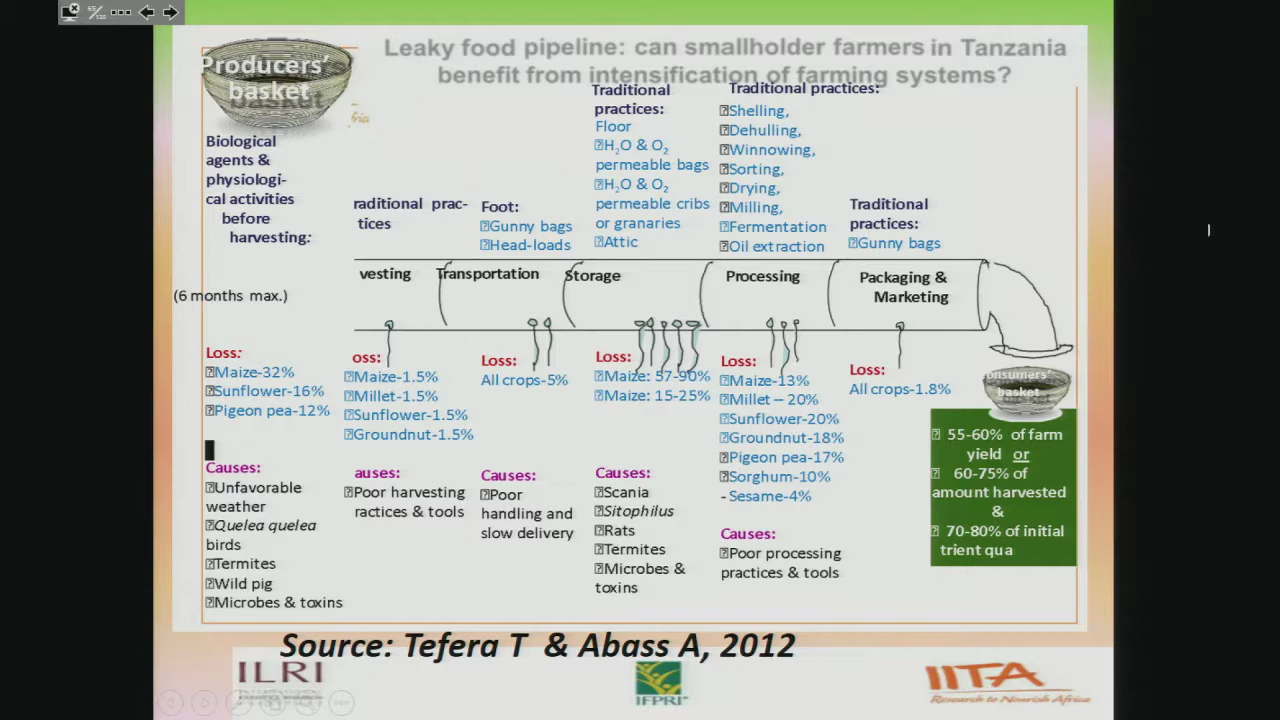 65/110
Leaky food pipeline: can smallholder farmers in Tanzania
benefit from intensification of farming systems?
Producers’
basket
Biological
agents &
physiologi-
cal activities
before
harvesting:
(6 months max.)
Loss:
Maize-32%
Sunflower-16%
Pigeon pea-12%
Causes:
Unfavorable
weather
Quelea quelea
birds
Termites
Wild pig
Microbes & toxins
raditional prac-
tices
vesting
oss:
Maize-1.5%
Millet-1.5%
Sunflower-1.5%
Groundnut-1.5%
auses:
Poor harvesting
ractices & tools
Foot:
Gunny bags
Head-loads
Transportation
Loss:
All crops-5%
Causes:
Poor
handling and
slow delivery
Traditional
practices:
Floor
H2O & O2
permeable bags
H2O & O2
permeable cribs
or granaries
Attic
Storage
Loss:
Maize: 57-90%
Maize: 15-25%
Causes:
Scania
Sitophilus
Rats
Termites
Microbes &
toxins
Traditional practices:
Shelling,
Dehulling,
Winnowing,
Sorting,
Drying,
Milling,
Fermentation
Oil extraction
Processing
Loss:
Maize-13%
Millet – 20%
Sunflower-20%
Groundnut-18%
Pigeon pea-17%
Sorghum-10%
- Sesame-4%
Causes:
Poor processing
practices & tools
Traditional
practices:
Gunny bags
Packaging &
Marketing
Loss:
All crops-1.8%
onsumers’
basket
55-60% of farm
yield or
60-75% of
amount harvested
&
70-80% of initial
trient qua
Source: Tefera T & Abass A, 2012
ILRI
IFPRI
IITA
Research to Nourish Africa